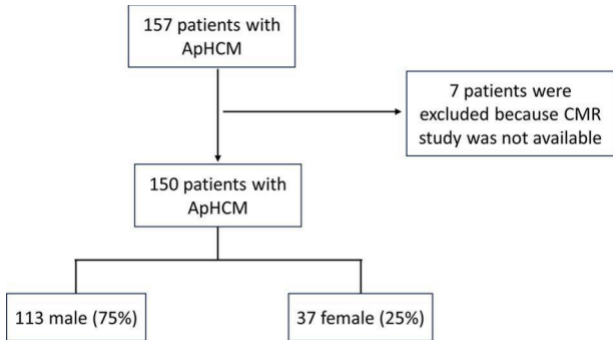 157 patients with
ApHCM
7 patients were
excluded because CMR
study was not available
150 patients with
ApHCM
113 male (75%)
37 female (25%)